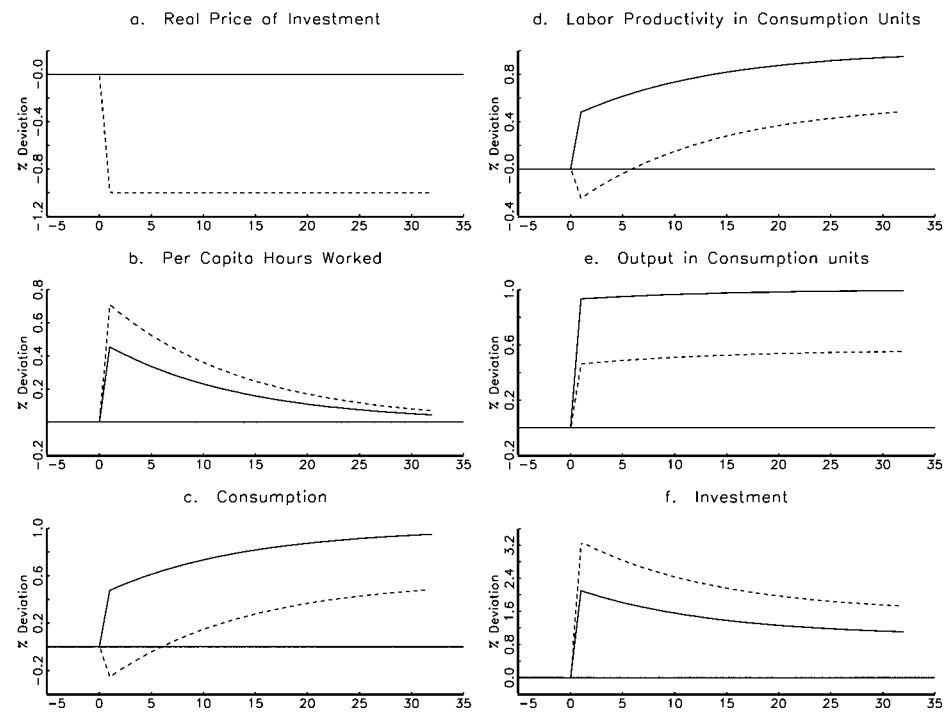 a. Real Price of Investment
% Deviation
-0.0
-0.4
-0.8
-1.2
-5 0 5 10 15 20 25 30 35
b. Per Capita Hours Worked
% Deviation
0.8
0.6
0.4
0.2
-0.2
-5 0 5 10 15 20 25 30 35
c. Consumption
% Deviation
1.0
0.6
0.2
-0.2
-5 0 5 10 15 20 25 30 35
d. Labor Productivity in Consumption Units
% Deviation
0.8
0.4
-0.0
-0.4
-5 0 5 10 15 20 25 30 35
e. Output in Consumption units
% Deviation
1.0
0.6
0.2
-0.2
-5 0 5 10 15 20 25 30 35
f. Investment
% Deviation
3.2
2.4
1.6
0.8
0.0
-5 0 5 10 15 20 25 30 35